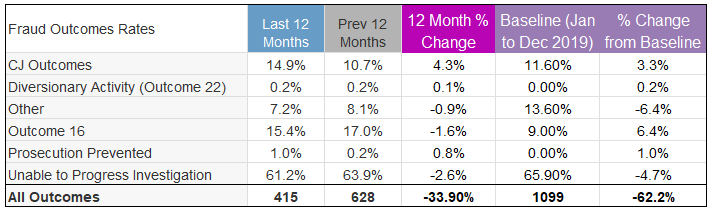 Fraud Outcomes Rates Last 12 Months Prev 12 Months 12 Month % Change Baseline (Jan to Dec 2019) % Change from Baseline
CJ Outcomes 14.9% 10.7% 4.3% 11.60% 3.3%
Diversionary Activity (Outcome 22) 0.2% 0.2% 0.1% 0.00% 0.2%
Other 7.2% 8.1% -0.9% 13.60% -6.4%
Outcome 16 15.4% 17.0% -1.6% 9.00% 6.4%
Prosecution Prevented 1.0% 0.2% 0.8% 0.00% 1.0%
Unable to Progress Investigation 61.2% 63.9% -2.6% 65.90% -4.7%
All Outcomes 415 628 -33.90% 1099 -62.2%